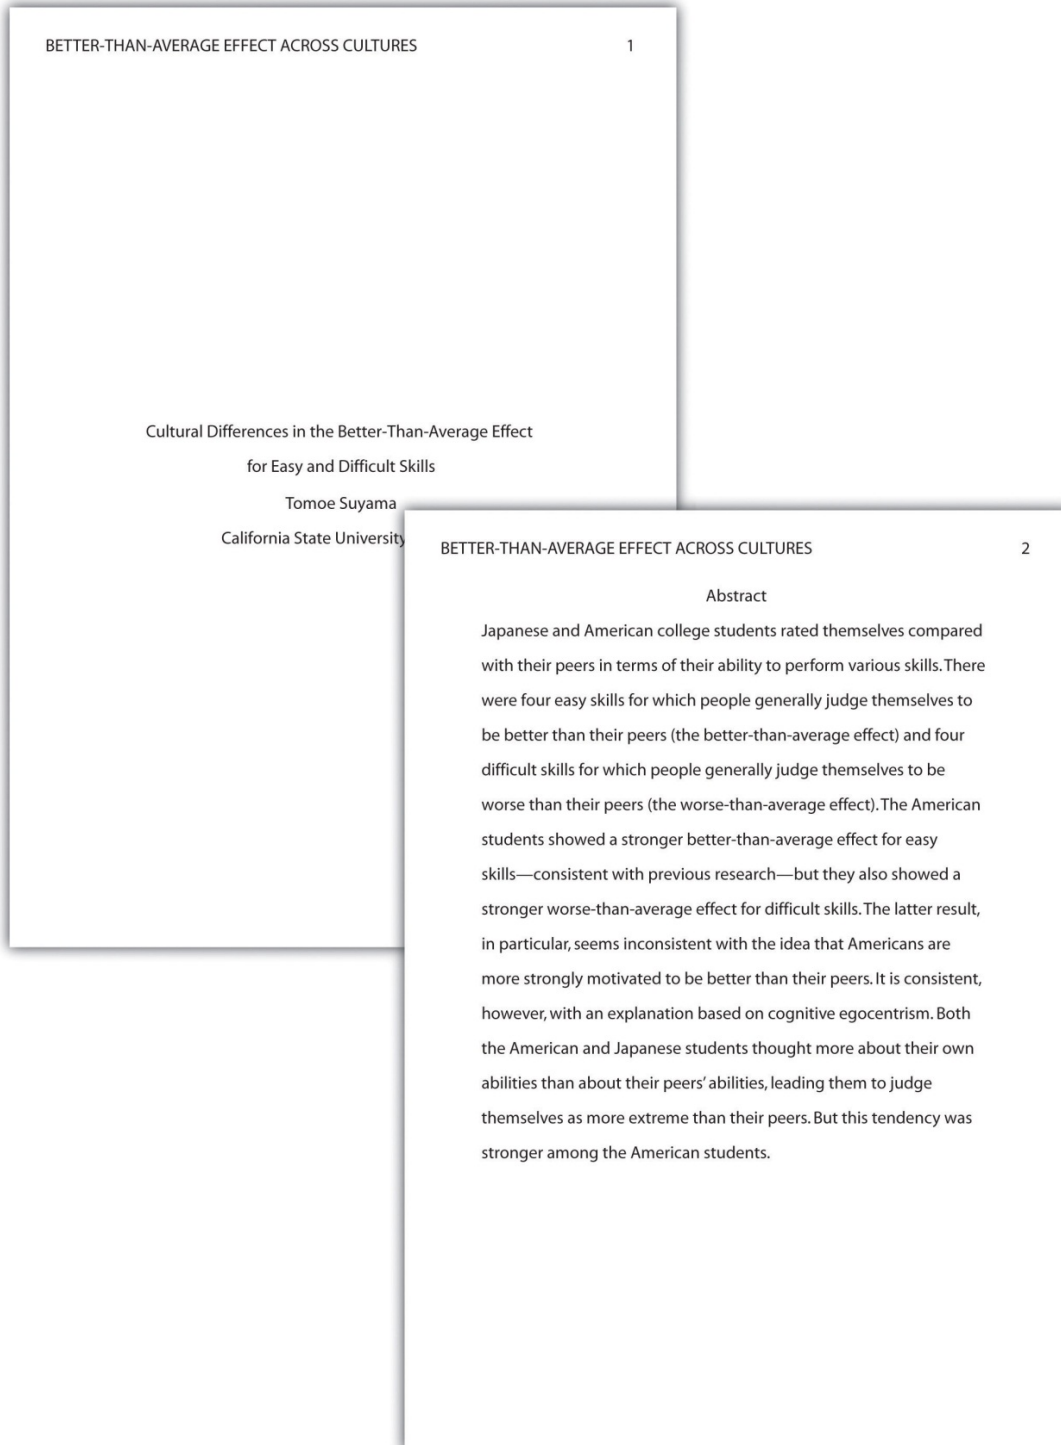 BETTER-THAN-AVERAGE EFFECT ACROSS CULTURES 1
Cultural Differences in the Better-Than-Average Effect
for Easy and Difficult Skills
Tomoe Suyama
California State University
BETTER-THAN-AVERAGE EFFECT ACROSS CULTURES 2
Abstract
Japanese and American college students rated themselves compared
with their peers in terms of their ability to perform various skills. There
were four easy skills for which people generally judge themselves to
be better than their peers (the better-than-average effect) and four
difficult skills for which people generally judge themselves to be
worse than their peers (the worse-than-average effect). The American
students showed a stronger better-than-average effect for easy
skills—consistent with previous research—but they also showed a
stronger worse-than-average effect for difficult skills. The latter result,
in particular, seems inconsistent with the idea that Americans are
more strongly motivated to be better than their peers. It is consistent,
however, with an explanation based on cognitive egocentrism. Both
the American and Japanese students thought more about their own
abilities than about their peers’ abilities, leading them to judge
themselves as more extreme than their peers. But this tendency was
stronger among the American students.